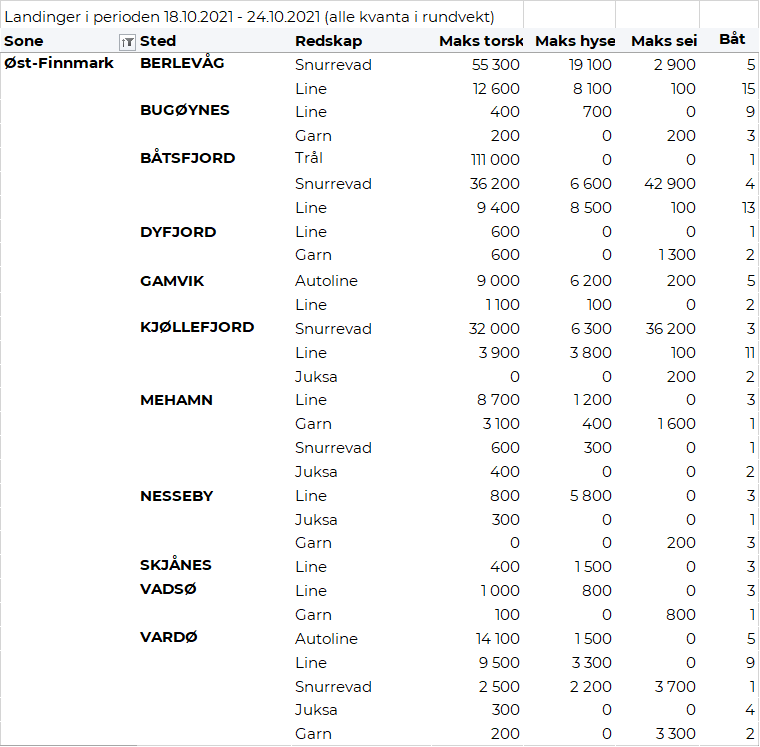 Landinger i perioden 18.10.2021 - 24.10.2021 (alle kvanta i rundvekt)
Sone Sted Redskap Maks torsk Maks hyse Maks sei Båt
Øst-Finnmark BERLEVÅG Snurrevad 55 300 19 100 2 900 5
Line 12 600 8 100 100 15
BUGØYNES Line 400 700 0 9
Garn 200 0 200 3
BÅTSFJORD Trål 111 000 0 0 1
Snurrevad 36 200 6 600 42 900 4
Line 9 400 8 500 100 13
DYFJORD Line 600 0 0 1
Garn 600 0 1 300 2
GAMVIK Autoline 9 000 6 200 200 5
Line 1 100 100 0 2
KJØLLEFJORD Snurrevad 32 000 6 300 36 200 3
Line 3 900 3 800 100 11
Juksa 0 0 200 2
MEHAMN Line 8 700 1 200 0 3
Garn 3 100 400 1 600 1
Snurrevad 600 300 0 1
Juksa 400 0 0 2
NESSEBY Line 800 5 800 0 3
Juksa 300 0 0 1
Garn 0 0 200 3
SKJÅNES Line 400 1 500 0 3
VADSØ Line 1 000 800 0 3
Garn 100 0 800 1
VARDØ Autoline 14 100 1 500 0 5
Line 9 500 3 300 0 9
Snurrevad 2 500 2 200 3 700 1
Juksa 300 0 0 4
Garn 200 0 3 300 2